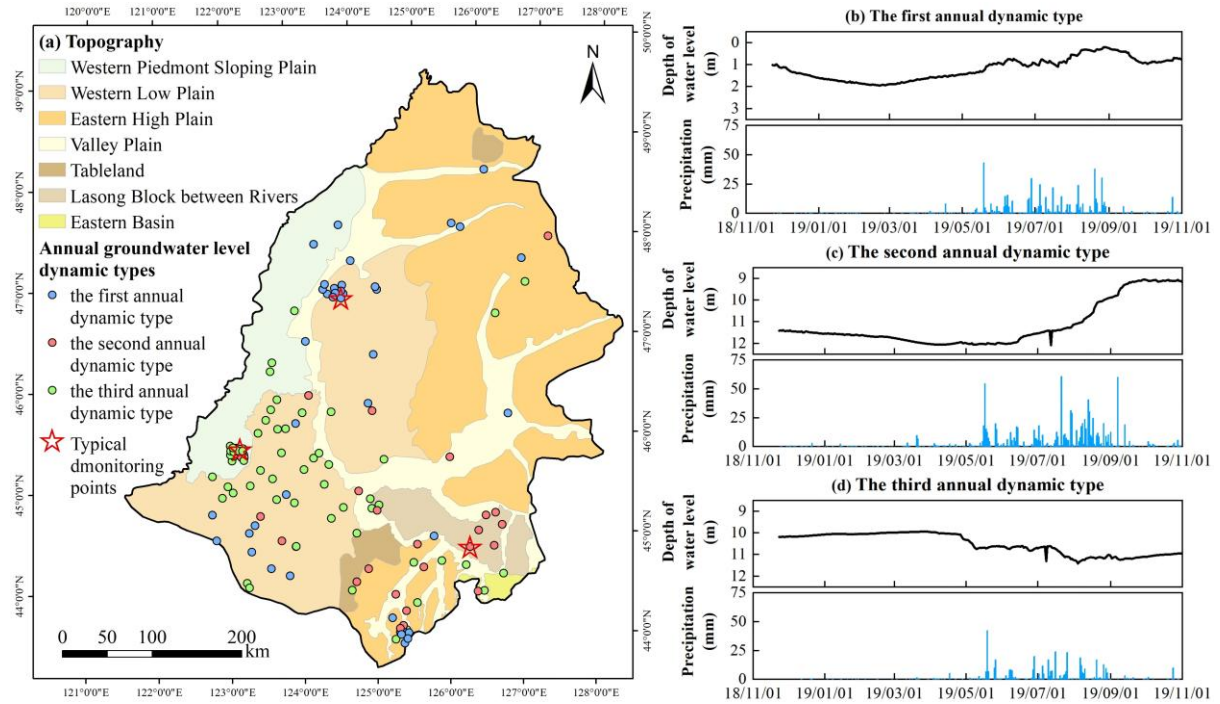 120°0'0"E 121°0'0"E 122°0'0"E 123°0'0"E 124°0'0"E 125°0'0"E 126°0'0"E 127°0'0"E 128°0'0"E
(a) Topography
Western Piedmont Sloping Plain
Western Low Plain
Eastern High Plain
Valley Plain
Tableland
Lasong Block between Rivers
Eastern Basin
Annual groundwater level
dynamic types
the first annual
dynamic type
the second annual
dynamic type
the third annual
dynamic type
Typical
dmonitoring
points
N
0 50 100 200
km
49°0'0"N
48°0'0"N
47°0'0"N
46°0'0"N
45°0'0"N
44°0'0"N
50°0'0"N
49°0'0"N
48°0'0"N
47°0'0"N
46°0'0"N
45°0'0"N
44°0'0"N
121°0'0"E 122°0'0"E 123°0'0"E 124°0'0"E 125°0'0"E 126°0'0"E 127°0'0"E 128°0'0"E
(b) The first annual dynamic type
Depth of
water level
(m)
0
1
2
3
Precipitation
(mm)
75
50
25
0
18/11/01 19/01/01 19/03/01 19/05/01 19/07/01 19/09/01 19/11/01
(c) The second annual dynamic type
Depth of
water level
(m)
9
10
11
12
Precipitation
(mm)
75
50
25
0
18/11/01 19/01/01 19/03/01 19/05/01 19/07/01 19/09/01 19/11/01
(d) The third annual dynamic type
Depth of
water level
(m)
9
10
11
12
Precipitation
(mm)
75
50
25
0
18/11/01 19/01/01 19/03/01 19/05/01 19/07/01 19/09/01 19/11/01